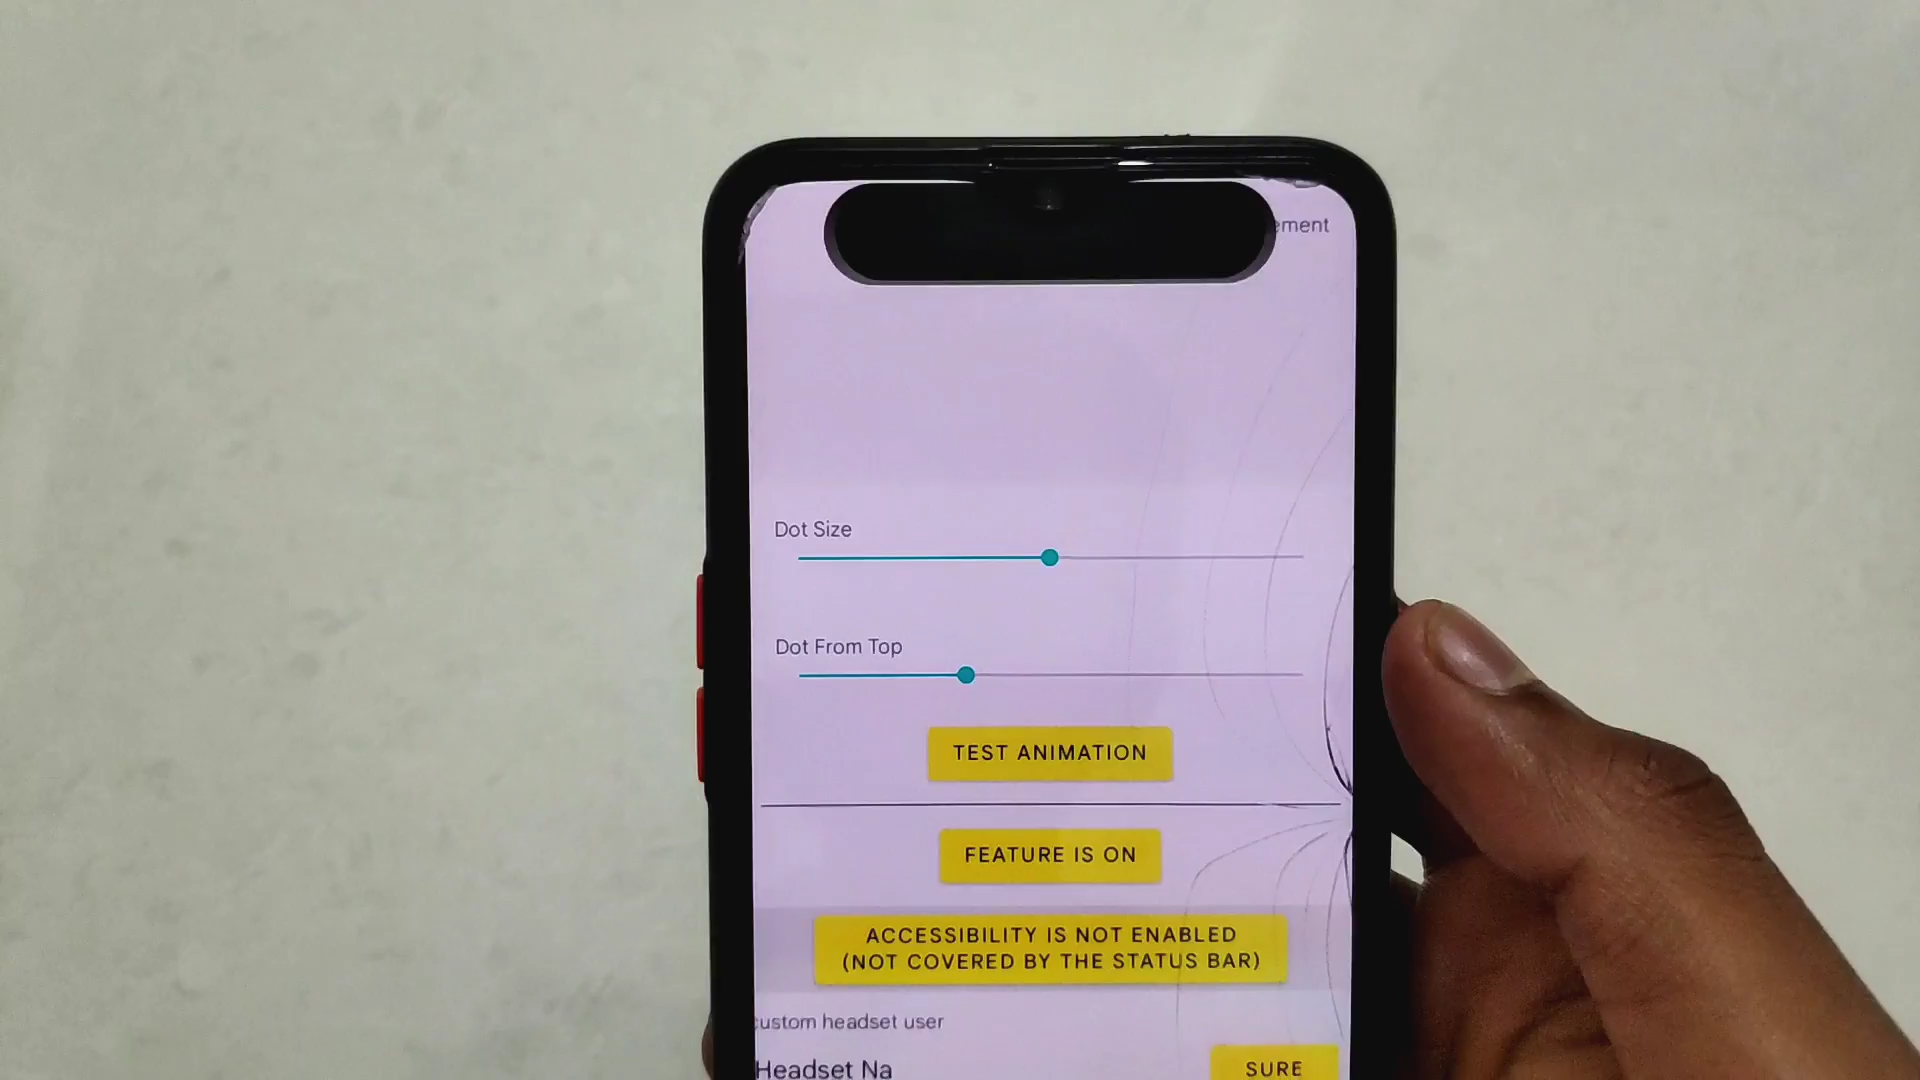 ement
Dot Size
Dot From Top
TEST ANIMATION
FEATURE IS ON
ACCESSIBILITY IS NOT ENABLED
(NOT COVERED BY THE STATUS BAR)
custom headset user
Headset Na
SURE